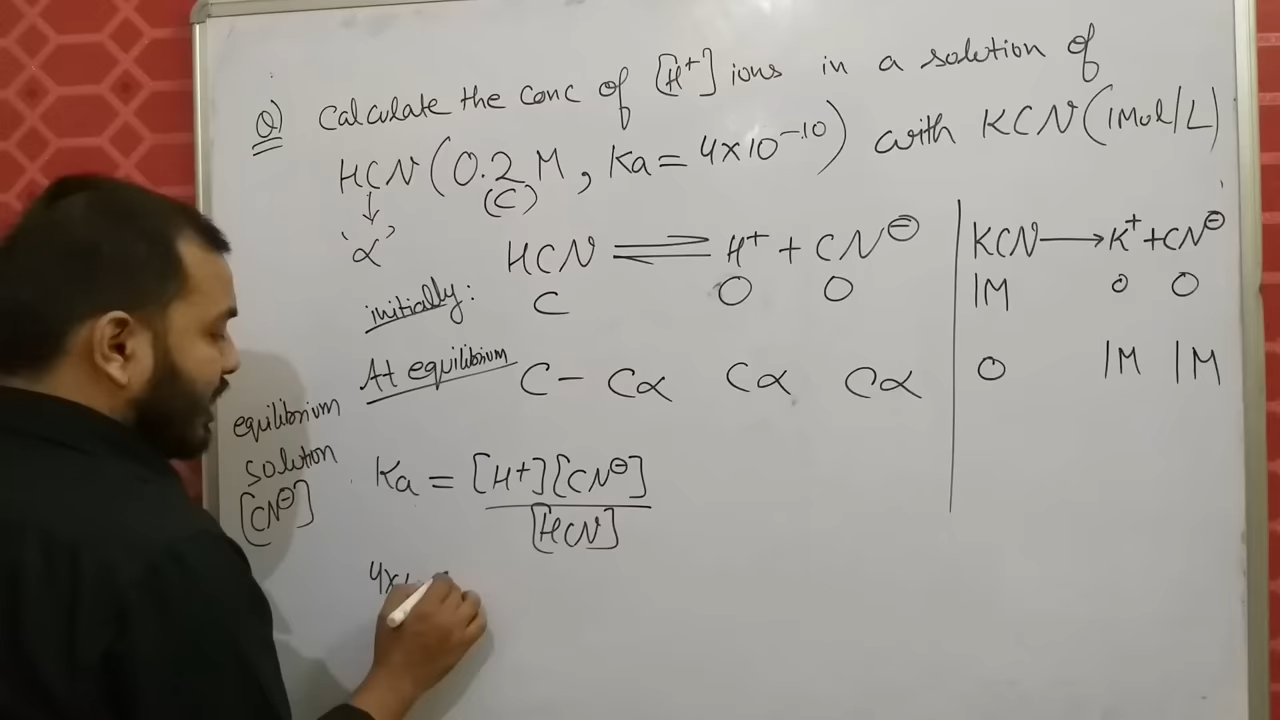 Q) Calculate the conc of [H⁺] ions in a solution of
HCN (0.2 M, Ka = 4×10⁻¹⁰) with KCN (1Mol/L)
↓ (C)
'α'
HCN ⇌ H⁺ + CN⊖
initially: C O O
At equilibrium C - Cα Cα Cα
KCN → K⁺ + CN⊖
1M 0 0
0 1M 1M
equilibrium
solution
[CN⊖]
Ka = [H⁺][CN⊖]
[HCN]
4×